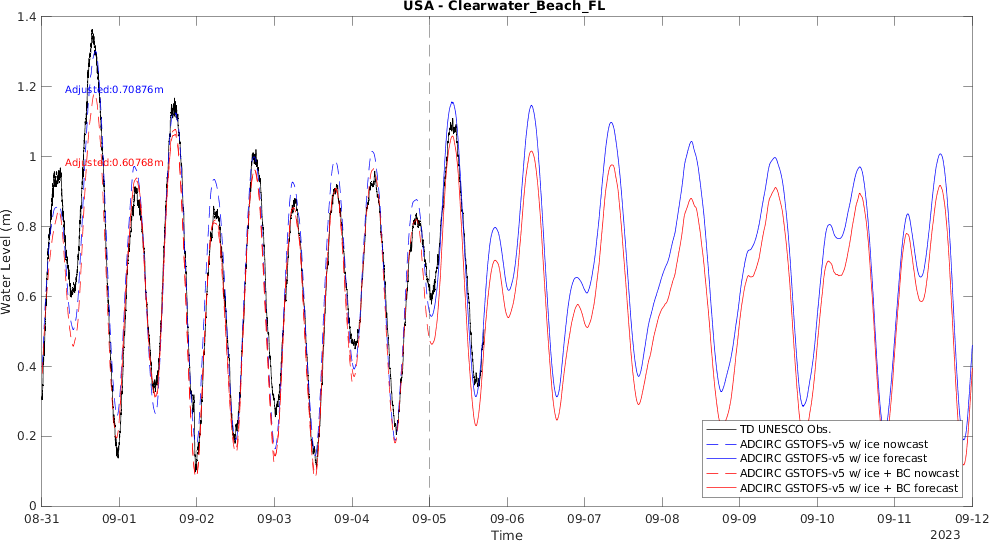 USA - Clearwater_Beach_FL
1.4
1.2
1
0.8
0.6
0.4
0.2
0
Water Level (m)
Adjusted:0.70876m
Adjusted:0.60768m
TD UNESCO Obs.
ADCIRC GSTOFS-v5 w/ ice nowcast
ADCIRC GSTOFS-v5 w/ ice forecast
ADCIRC GSTOFS-v5 w/ ice + BC nowcast
ADCIRC GSTOFS-v5 w/ ice + BC forecast
08-31 09-01 09-02 09-03 09-04 09-05 09-06 09-07 09-08 09-09 09-10 09-11 09-12
Time
2023